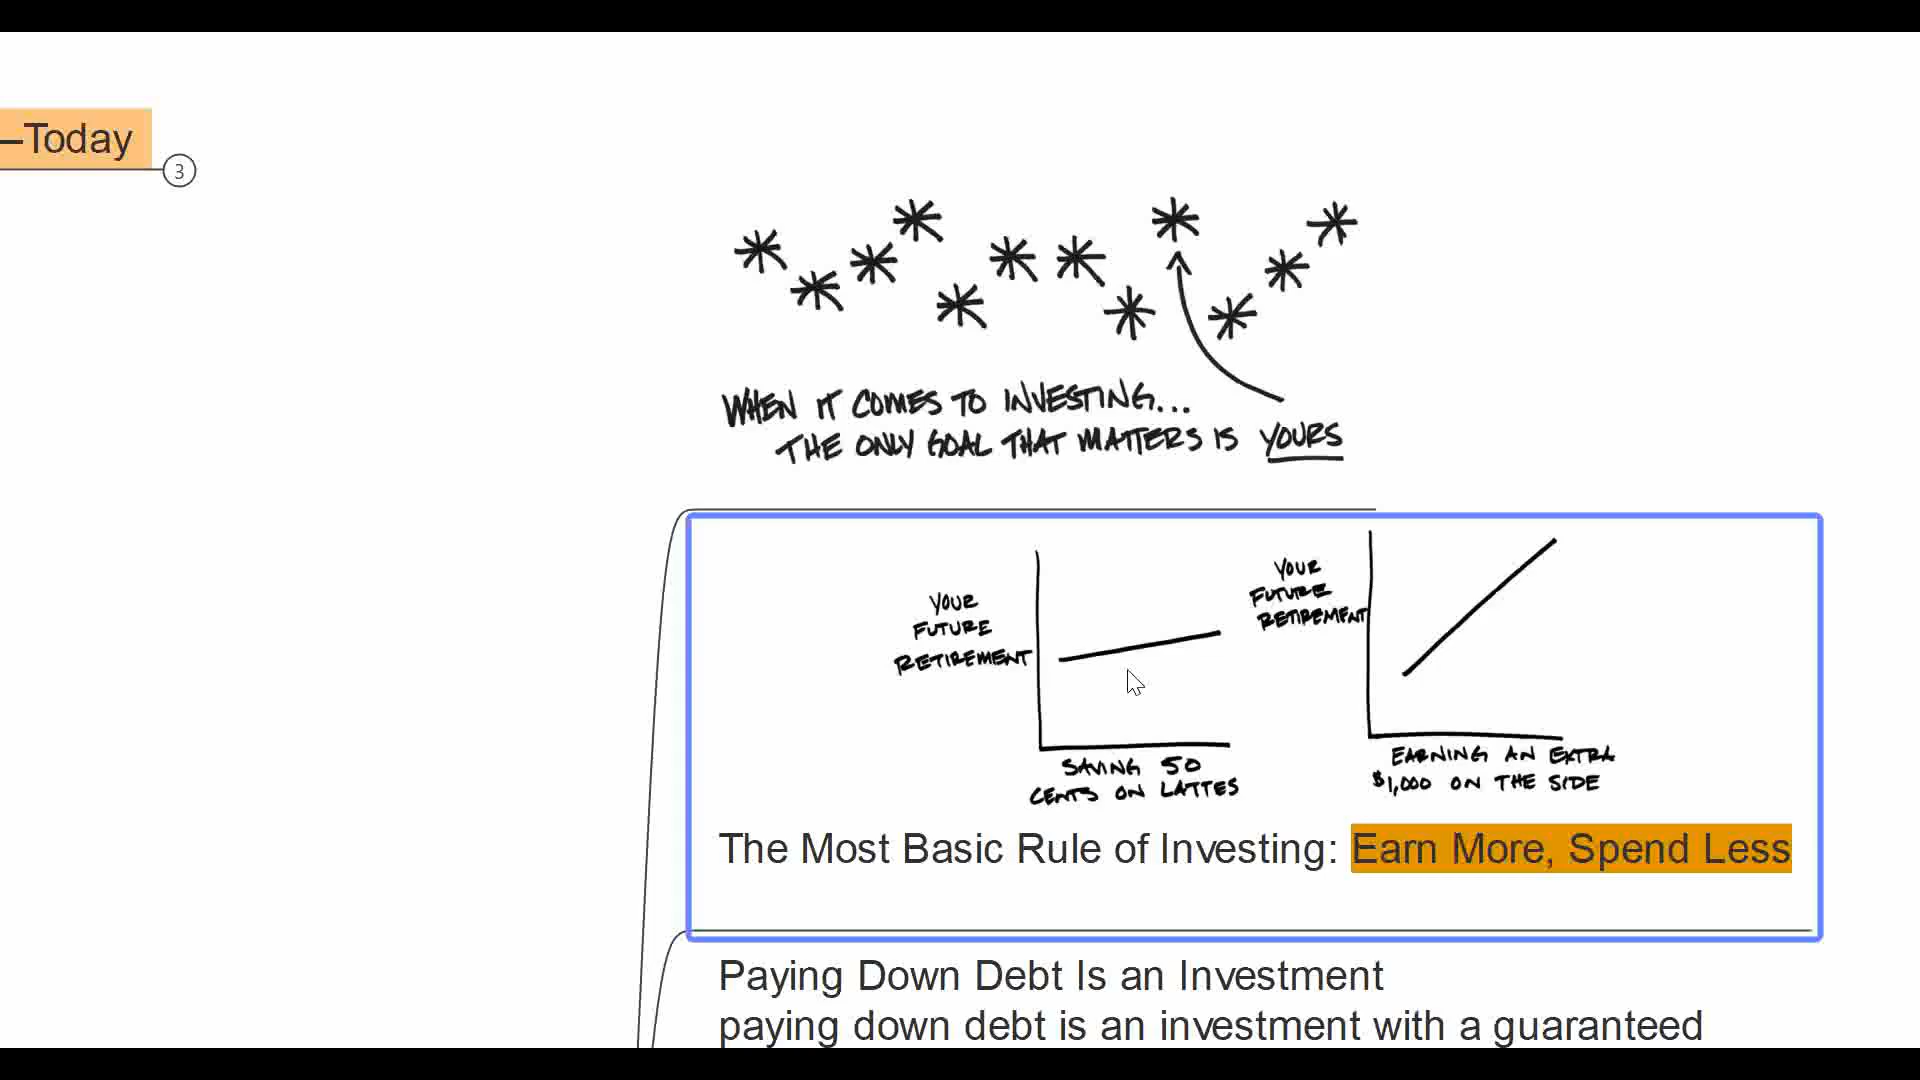 –Today
3
WHEN IT COMES TO INVESTING...
THE ONLY GOAL THAT MATTERS IS YOURS
YOUR
FUTURE
RETIREMENT
SAVING 50
CENTS ON LATTES
YOUR
FUTURE
RETIREMENT
EARNING AN EXTRA
$1,000 ON THE SIDE
The Most Basic Rule of Investing: Earn More, Spend Less
Paying Down Debt Is an Investment
paying down debt is an investment with a guaranteed